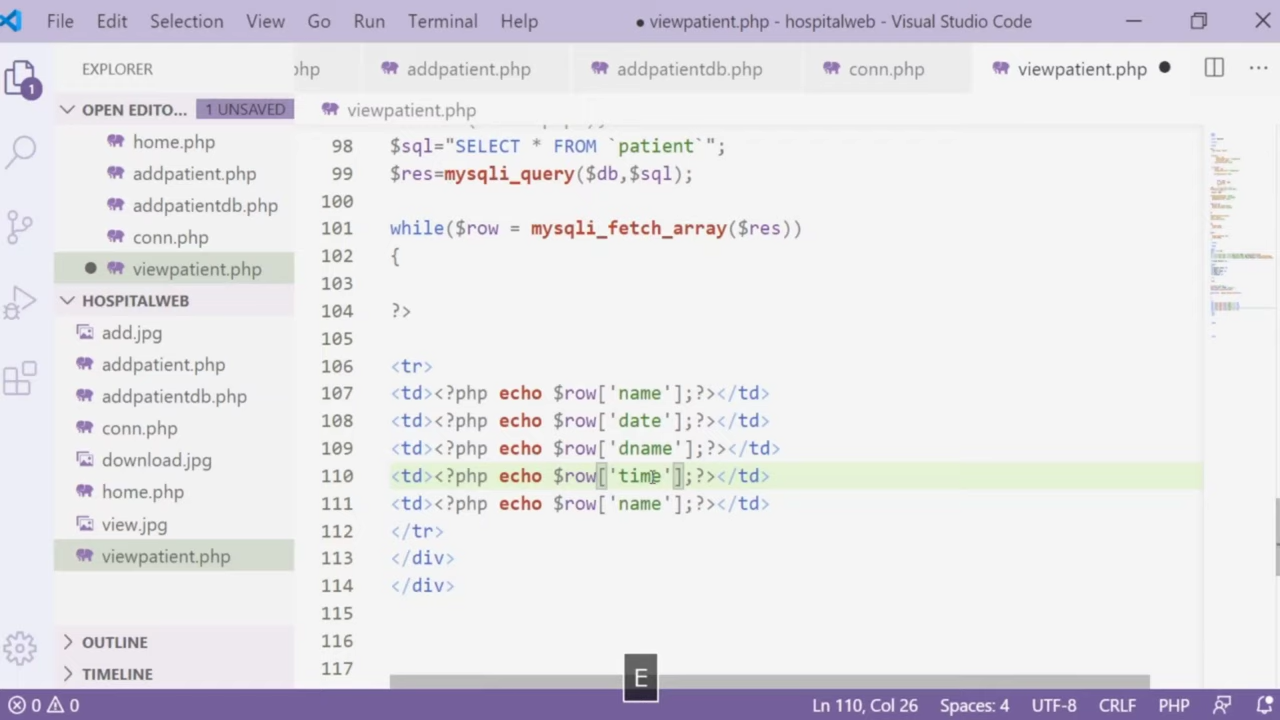 File Edit Selection View Go Run Terminal Help ● viewpatient.php - hospitalweb - Visual Studio Code
EXPLORER php addpatient.php addpatientdb.php conn.php viewpatient.php ● ···
OPEN EDITO... 1 UNSAVED viewpatient.php
home.php
addpatient.php
addpatientdb.php
conn.php
● viewpatient.php
HOSPITALWEB
add.jpg
addpatient.php
addpatientdb.php
conn.php
download.jpg
home.php
view.jpg
viewpatient.php
OUTLINE
TIMELINE
1
98 $sql="SELECT * FROM `patient`";
99 $res=mysqli_query($db,$sql);
100
101 while($row = mysqli_fetch_array($res))
102 {
103
104 ?>
105
106 <tr>
107 <td><?php echo $row['name'];?></td>
108 <td><?php echo $row['date'];?></td>
109 <td><?php echo $row['dname'];?></td>
110 <td><?php echo $row['time'];?></td>
111 <td><?php echo $row['name'];?></td>
112 </tr>
113 </div>
114 </div>
115
116
117
E
0 0 Ln 110, Col 26 Spaces: 4 UTF-8 CRLF PHP